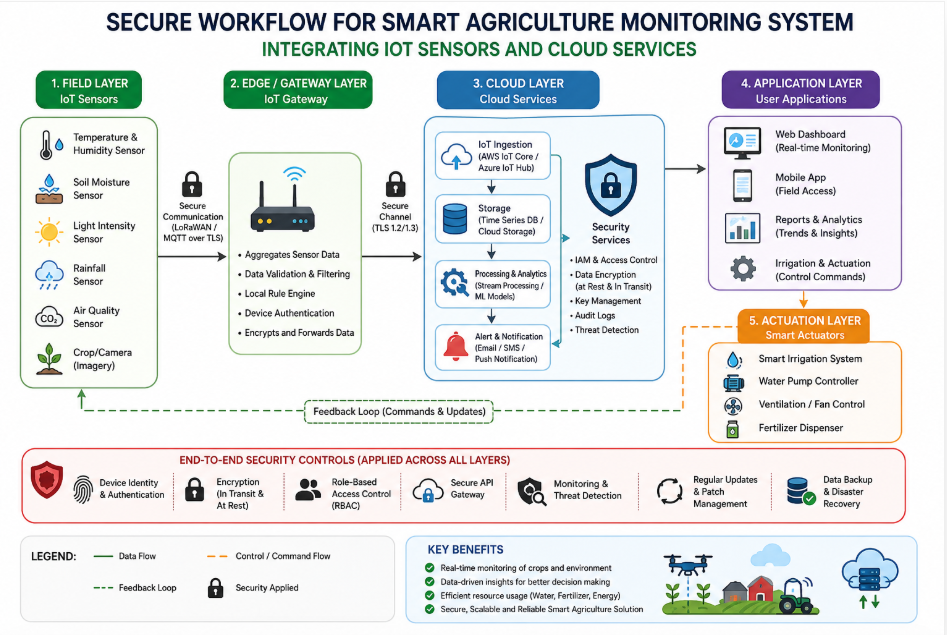 SECURE WORKFLOW FOR SMART AGRICULTURE MONITORING SYSTEM
INTEGRATING IOT SENSORS AND CLOUD SERVICES
1. FIELD LAYER
IoT Sensors
Temperature &
Humidity Sensor
Soil Moisture
Sensor
Light Intensity
Sensor
Rainfall
Sensor
CO₂
Air Quality
Sensor
Crop/Camera
(Imagery)
Secure
Communication
(LoRaWAN /
MQTT over TLS)
2. EDGE / GATEWAY LAYER
IoT Gateway
• Aggregates Sensor Data
• Data Validation & Filtering
• Local Rule Engine
• Device Authentication
• Encrypts and Forwards Data
Secure
Channel
(TLS 1.2/1.3)
3. CLOUD LAYER
Cloud Services
IoT Ingestion
(AWS IoT Core /
Azure IoT Hub)
Storage
(Time Series DB /
Cloud Storage)
Processing & Analytics
(Stream Processing /
ML Models)
Alert & Notification
(Email / SMS /
Push Notification)
Security
Services
• IAM & Access Control
• Data Encryption
(at Rest & In Transit)
• Key Management
• Audit Logs
• Threat Detection
4. APPLICATION LAYER
User Applications
Web Dashboard
(Real-time Monitoring)
Mobile App
(Field Access)
Reports & Analytics
(Trends & Insights)
Irrigation & Actuation
(Control Commands)
5. ACTUATION LAYER
Smart Actuators
Smart Irrigation System
Water Pump Controller
Ventilation / Fan Control
Fertilizer Dispenser
Feedback Loop (Commands & Updates)
END-TO-END SECURITY CONTROLS (APPLIED ACROSS ALL LAYERS)
Device Identity
& Authentication
Encryption
(In Transit &
At Rest)
Role-Based
Access Control
(RBAC)
Secure API
Gateway
Monitoring &
Threat Detection
Regular Updates
& Patch
Management
Data Backup
& Disaster
Recovery
LEGEND:
Data Flow
Control / Command Flow
Feedback Loop
Security Applied
KEY BENEFITS
Real-time monitoring of crops and environment
Data-driven insights for better decision making
Efficient resource usage (Water, Fertilizer, Energy)
Secure, Scalable and Reliable Smart Agriculture Solution